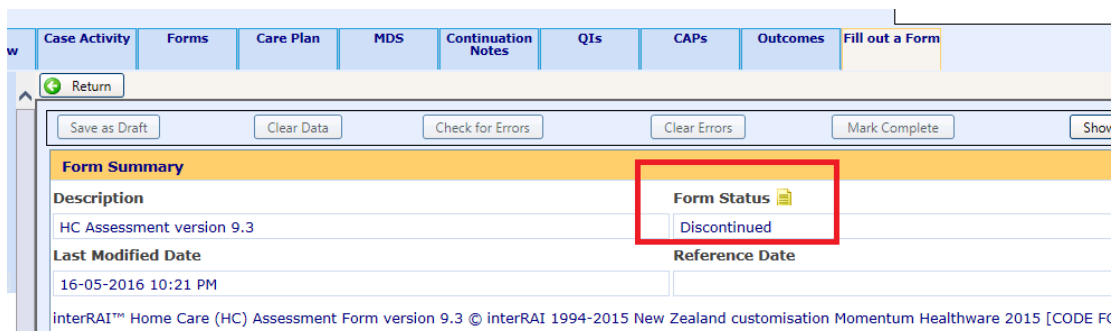 w Case Activity Forms Care Plan MDS Continuation Notes QIs CAPs Outcomes Fill out a Form
Return
Save as Draft Clear Data Check for Errors Clear Errors Mark Complete Show
Form Summary
Description Form Status
HC Assessment version 9.3 Discontinued
Last Modified Date Reference Date
16-05-2016 10:21 PM
interRAI™ Home Care (HC) Assessment Form version 9.3 © interRAI 1994-2015 New Zealand customisation Momentum Healthware 2015 [CODE FO